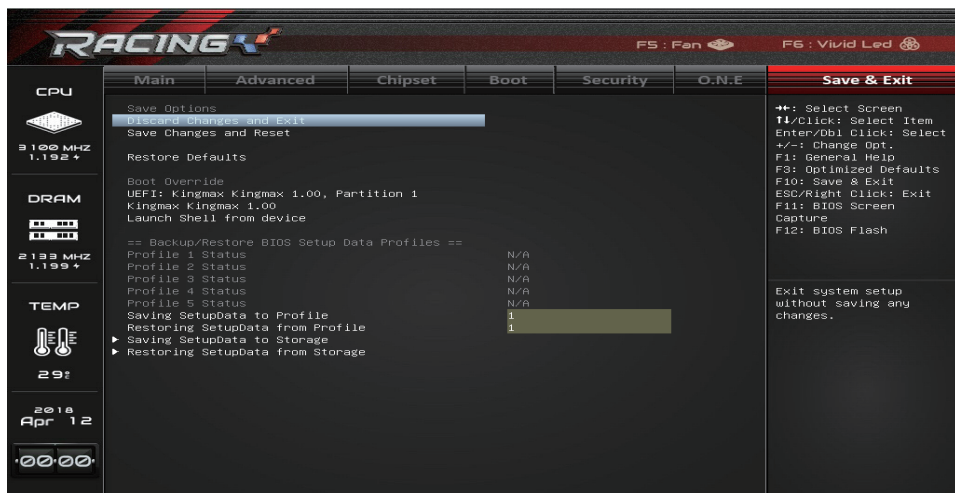 RACING
F5 : Fan
F6 : Vivid Led
Main
Advanced
Chipset
Boot
Security
O.N.E
Save & Exit
CPU
3100 MHZ
1.192
DRAM
2133 MHZ
1.199
TEMP
29
2018
Apr 12
00:00
Save Options
Discard Changes and Exit
Save Changes and Reset
Restore Defaults
Boot Override
UEFI: Kingmax Kingmax 1.00, Partition 1
Kingmax Kingmax 1.00
Launch Shell from device
== Backup/Restore BIOS Setup Data Profiles ==
Profile 1 Status N/A
Profile 2 Status N/A
Profile 3 Status N/A
Profile 4 Status N/A
Profile 5 Status N/A
Saving SetupData to Profile 1
Restoring SetupData from Profile 1
Saving SetupData to Storage
Restoring SetupData from Storage
→←: Select Screen
↑↓/Click: Select Item
Enter/Dbl Click: Select
+/-: Change Opt.
F1: General Help
F3: Optimized Defaults
F10: Save & Exit
ESC/Right Click: Exit
F11: BIOS Screen
Capture
F12: BIOS Flash
Exit system setup
without saving any
changes.